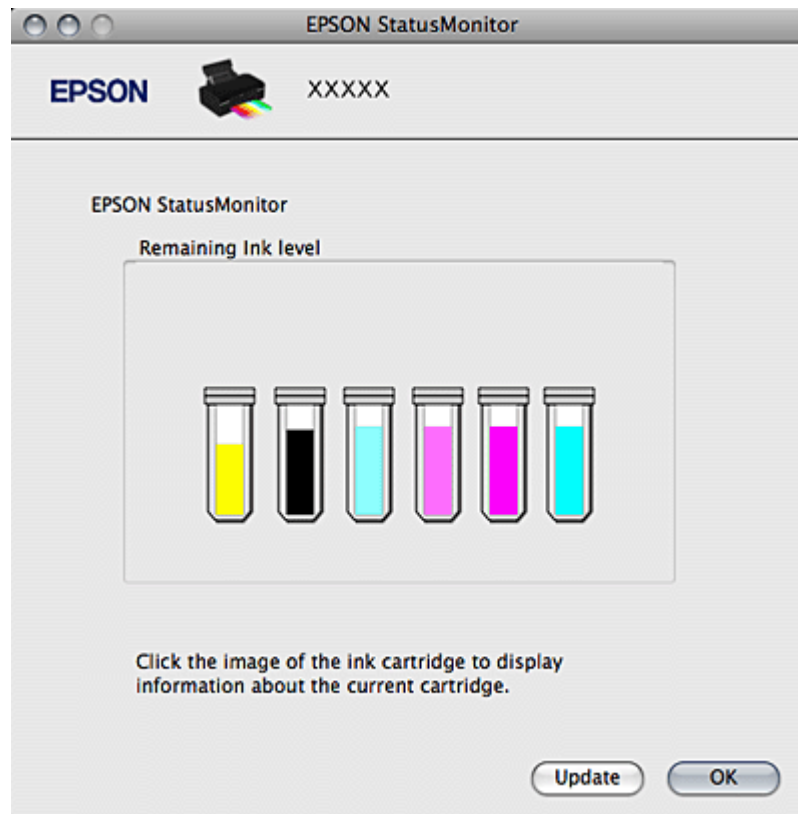 EPSON StatusMonitor
EPSON XXXXX
EPSON StatusMonitor
Remaining Ink level
Click the image of the ink cartridge to display
information about the current cartridge.
Update OK